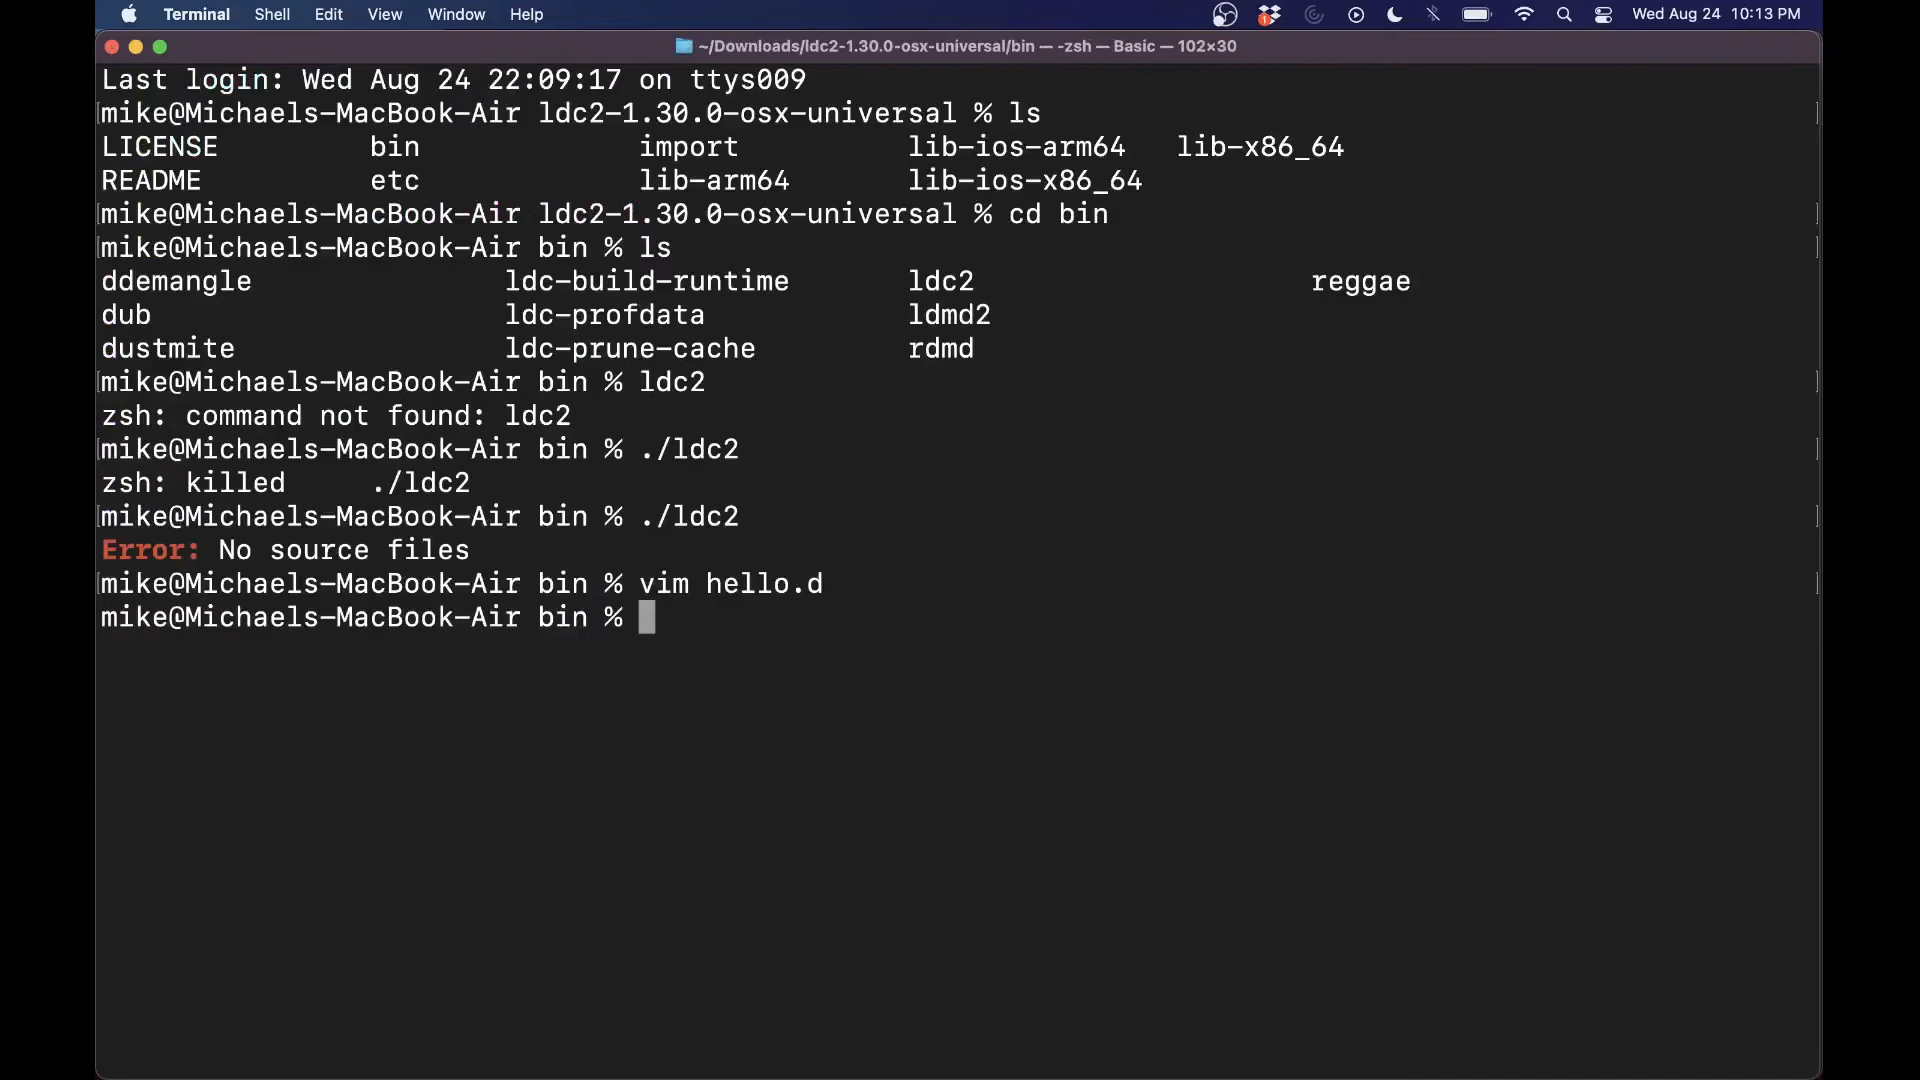 Terminal Shell Edit View Window Help Wed Aug 24 10:13 PM
~/Downloads/ldc2-1.30.0-osx-universal/bin — -zsh — Basic — 102×30
Last login: Wed Aug 24 22:09:17 on ttys009
mike@Michaels-MacBook-Air ldc2-1.30.0-osx-universal % ls
LICENSE bin import lib-ios-arm64 lib-x86_64
README etc lib-arm64 lib-ios-x86_64
mike@Michaels-MacBook-Air ldc2-1.30.0-osx-universal % cd bin
mike@Michaels-MacBook-Air bin % ls
ddemangle ldc-build-runtime ldc2 reggae
dub ldc-profdata ldmd2
dustmite ldc-prune-cache rdmd
mike@Michaels-MacBook-Air bin % ldc2
zsh: command not found: ldc2
mike@Michaels-MacBook-Air bin % ./ldc2
zsh: killed ./ldc2
mike@Michaels-MacBook-Air bin % ./ldc2
Error: No source files
mike@Michaels-MacBook-Air bin % vim hello.d
mike@Michaels-MacBook-Air bin %